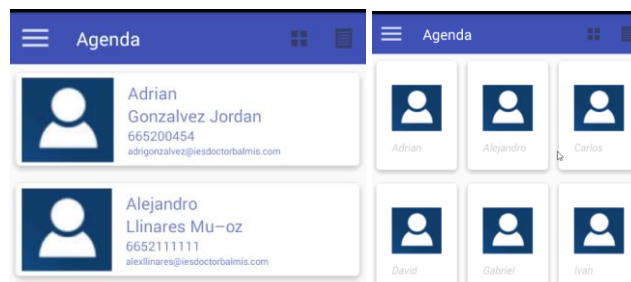 Agenda
Adrian
Gonzalvez Jordan
665200454
adrigonzalvez@iesdoctorbalmis.com
Alejandro
Llinares Mu–oz
6652111111
alexllinares@iesdoctorbalmis.com
Agenda
Adrian Alejandro Carlos
David Gabriel Ivan